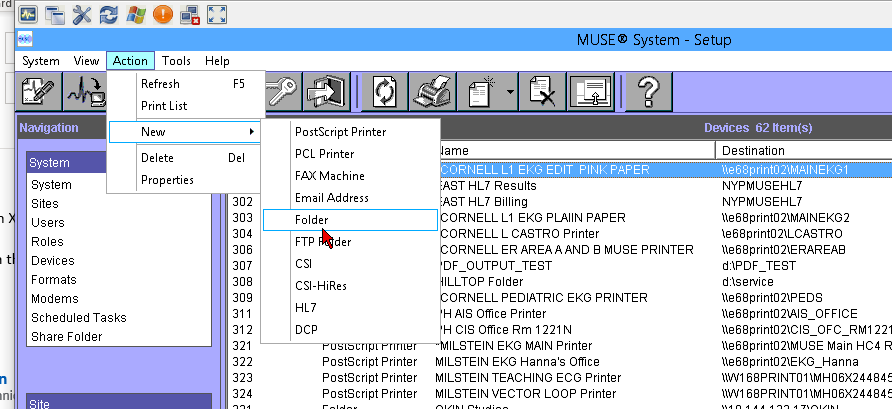 MUSE® System - Setup
System View Action Tools Help
Refresh F5
Print List
New
Delete Del
Properties
PostScript Printer
PCL Printer
FAX Machine
Email Address
Folder
FTP Folder
CSI
CSI-HiRes
HL7
DCP
Navigation
System
System
Sites
Users
Roles
Devices
Formats
Modems
Scheduled Tasks
Share Folder
Site
Devices 62 Item(s)
Name Destination
CORNELL L1 EKG EDIT PINK PAPER \\e68print02\MAINEKG1
EAST HL7 Results NYPMUSEHL7
302 EAST HL7 Billing NYPMUSEHL7
303 CORNELL L1 EKG PLAIIN PAPER \\e68print02\MAINEKG2
304 CORNELL L CASTRO Printer \\e68print02\LCASTRO
306 CORNELL ER AREA A AND B MUSE PRINTER \\e68print02\ERAREAB
307 PDF_OUTPUT_TEST d:\PDF_TEST
308 HILLTOP Folder d:\service
309 CORNELL PEDIATRIC EKG PRINTER \\e68print02\PEDS
311 PH AIS Office Printer \\e68print02\AIS_OFFICE
312 PH CIS Office Rm 1221N \\e68print02\CIS_OFC_RM1221
321 PostScript Printer *MILSTEIN EKG MAIN Printer \\e68print02\MUSE Main HC4 R
322 PostScript Printer MILSTEIN EKG Hanna's Office \\e68print02\EKG_Hanna
323 PostScript Printer MILSTEIN TEACHING ECG Printer \\W168PRINT01\MH06X244845
324 PostScript Printer MILSTEIN VECTOR LOOP Printer \\W168PRINT01\MH06X244845